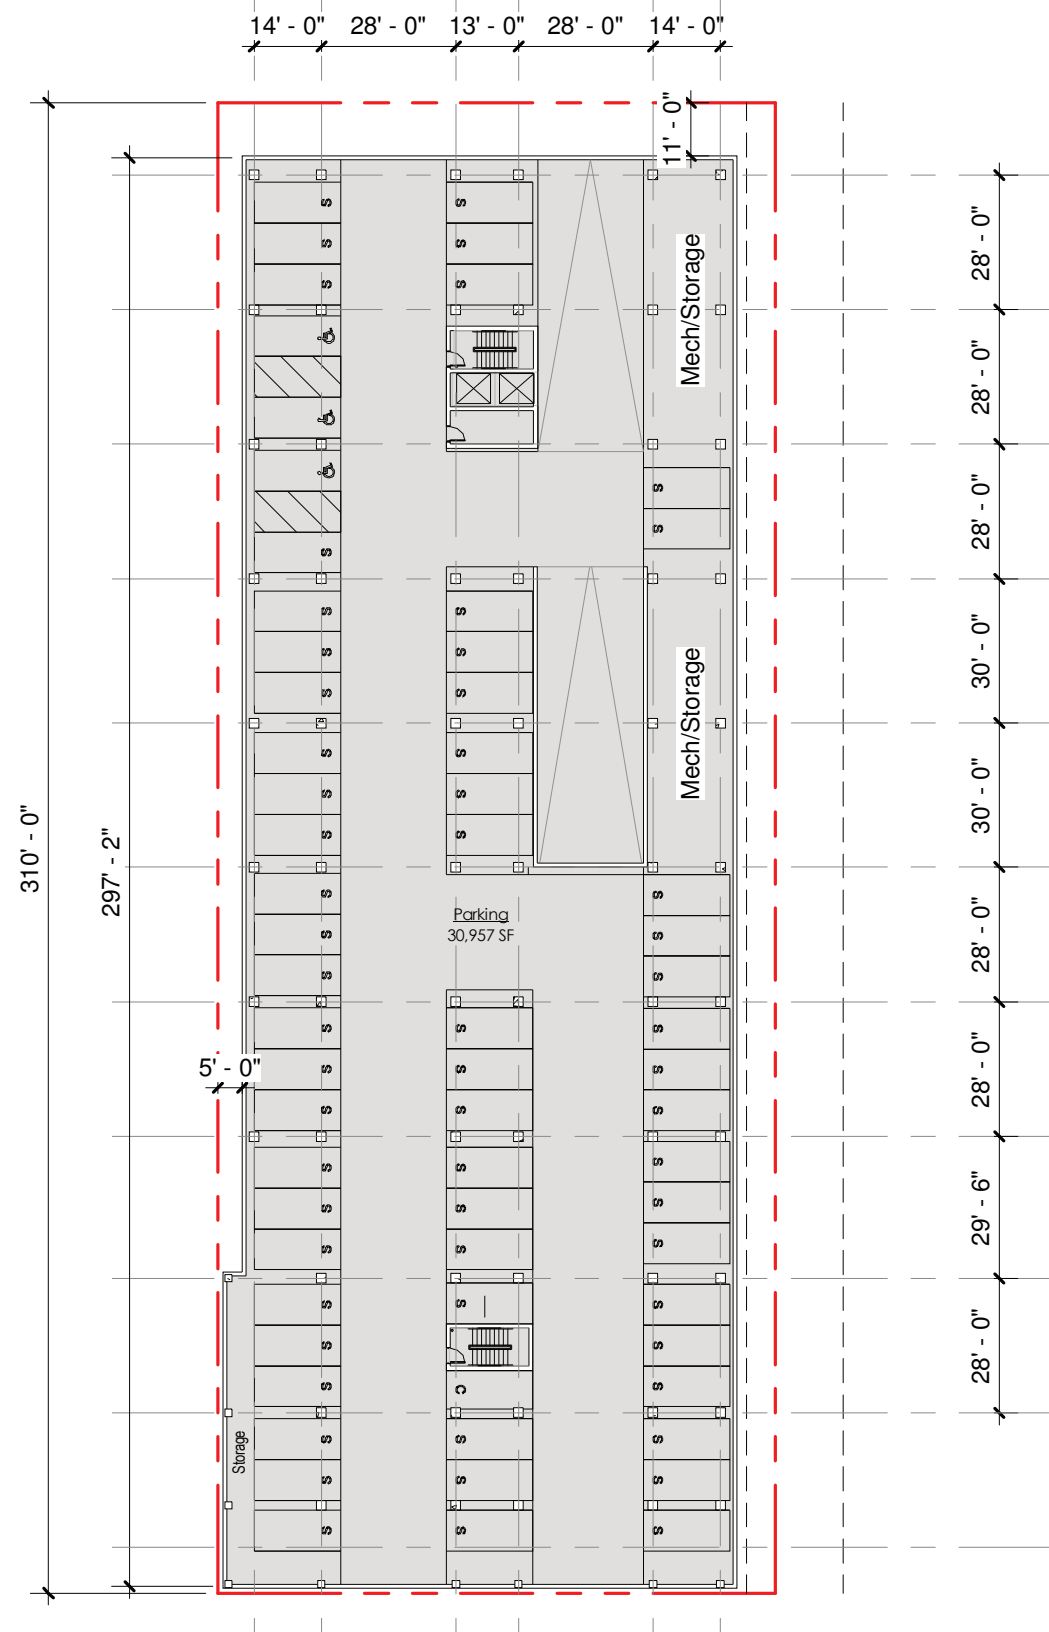 14' - 0" 28' - 0" 13' - 0" 28' - 0" 14' - 0"
11' - 0"
S S
S S
S S
28' - 0"
Mech/Storage
28' - 0"
S
S
28' - 0"
S
S S
S S
S S
30' - 0"
Mech/Storage
S S
S S
S S
30' - 0"
310' - 0"
297' - 2"
S S
Parking
30,957 SF
S S
S S
28' - 0"
S S S
5' - 0"
S S S
S S S
28' - 0"
S S S
S S S
S S S
29' - 6"
S S S
S S
S C S
28' - 0"
Storage
S S S
S S S
S S S